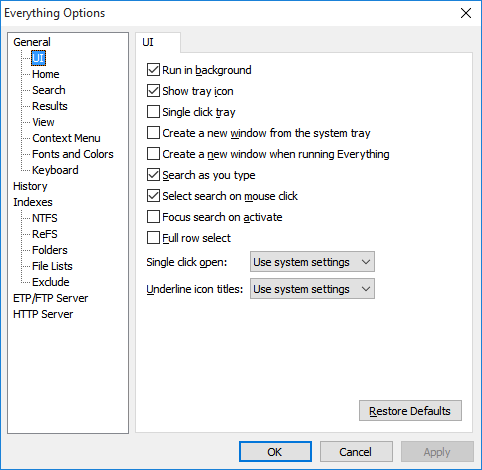 Everything Options
General
UI
Home
Search
Results
View
Context Menu
Fonts and Colors
Keyboard
History
Indexes
NTFS
ReFS
Folders
File Lists
Exclude
ETP/FTP Server
HTTP Server
UI
Run in background
Show tray icon
Single click tray
Create a new window from the system tray
Create a new window when running Everything
Search as you type
Select search on mouse click
Focus search on activate
Full row select
Single click open: Use system settings
Underline icon titles: Use system settings
Restore Defaults
OK Cancel Apply